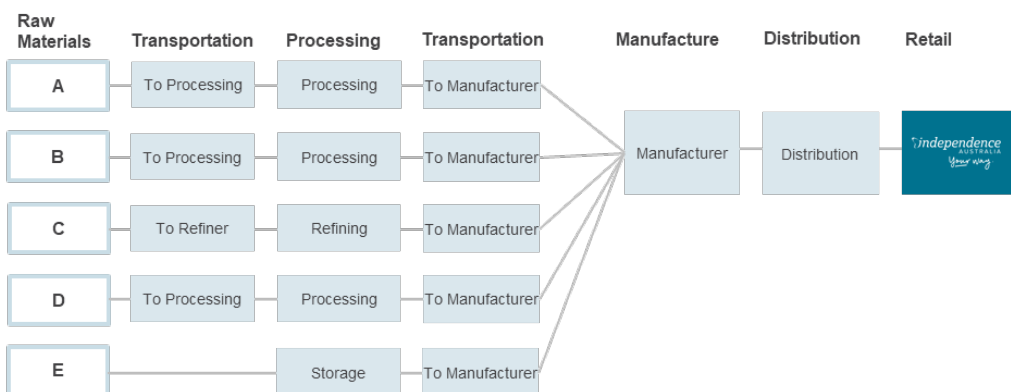 Raw
Materials
Transportation
Processing
Transportation
Manufacture
Distribution
Retail
A
To Processing
Processing
To Manufacturer
B
To Processing
Processing
To Manufacturer
C
To Refiner
Refining
To Manufacturer
D
To Processing
Processing
To Manufacturer
E
Storage
To Manufacturer
Manufacturer
Distribution
independence
AUSTRALIA
Your way